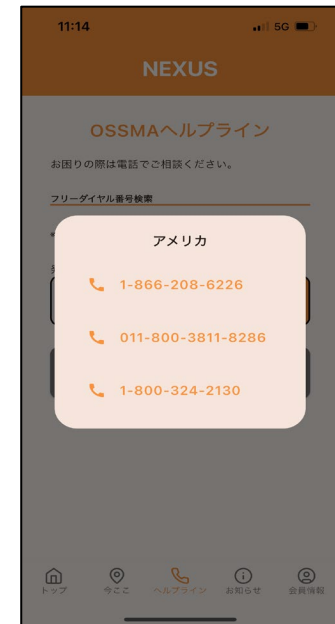 11:14
5G
NEXUS
OSSMAヘルプライン
お困りの際は電話でご相談ください。
フリーダイヤル番号検索
*
アメリカ
1-866-208-6226
011-800-3811-8286
1-800-324-2130
トップ
今ここ
ヘルプライン
お知らせ
会員情報